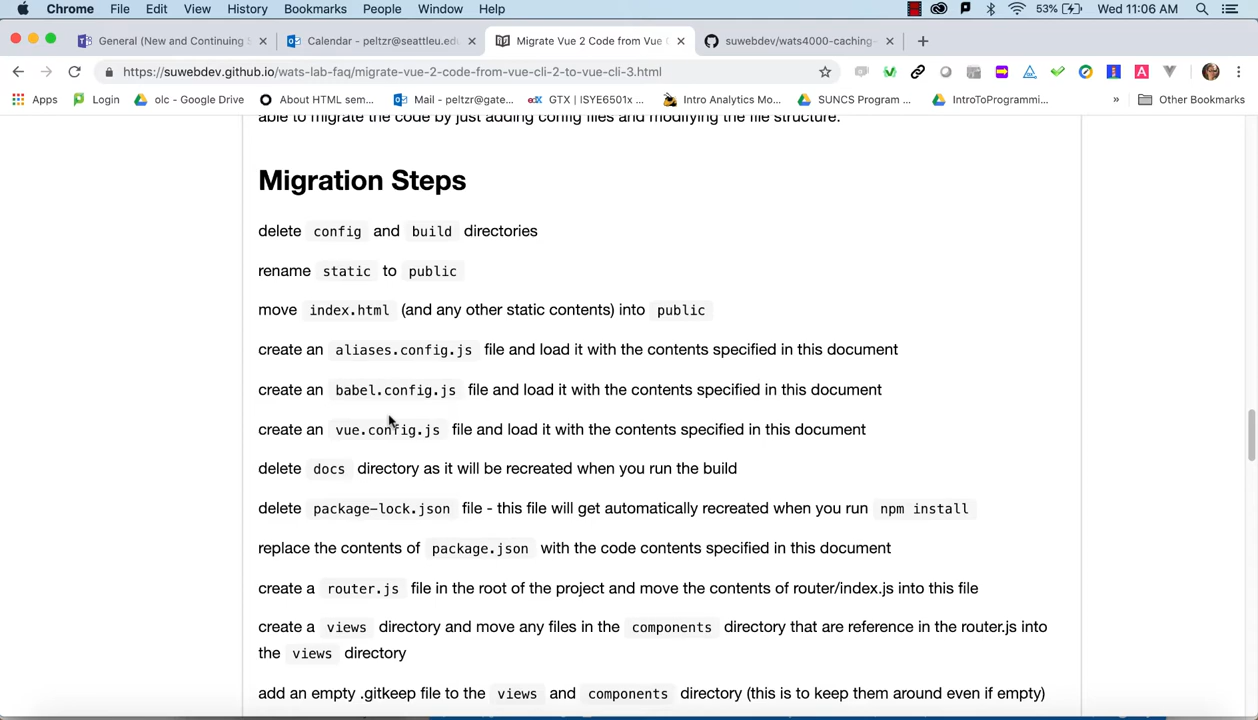 Chrome File Edit View History Bookmarks People Window Help 53% Wed 11:06 AM
General (New and Continuing S
Calendar - peltzr@seattleu.ed
Migrate Vue 2 Code from Vue C
suwebdev/wats4000-caching-
https://suwebdev.github.io/wats-lab-faq/migrate-vue-2-code-from-vue-cli-2-to-vue-cli-3.html
Apps Login olc - Google Drive About HTML sem... Mail - peltzr@gate... GTX | ISYE6501x ... Intro Analytics Mo... SUNCS Program ... IntroToProgrammi... » Other Bookmarks
able to migrate the code by just adding config files and modifying the file structure.
Migration Steps
delete config and build directories
rename static to public
move index.html (and any other static contents) into public
create an aliases.config.js file and load it with the contents specified in this document
create an babel.config.js file and load it with the contents specified in this document
create an vue.config.js file and load it with the contents specified in this document
delete docs directory as it will be recreated when you run the build
delete package-lock.json file - this file will get automatically recreated when you run npm install
replace the contents of package.json with the code contents specified in this document
create a router.js file in the root of the project and move the contents of router/index.js into this file
create a views directory and move any files in the components directory that are reference in the router.js into
the views directory
add an empty .gitkeep file to the views and components directory (this is to keep them around even if empty)